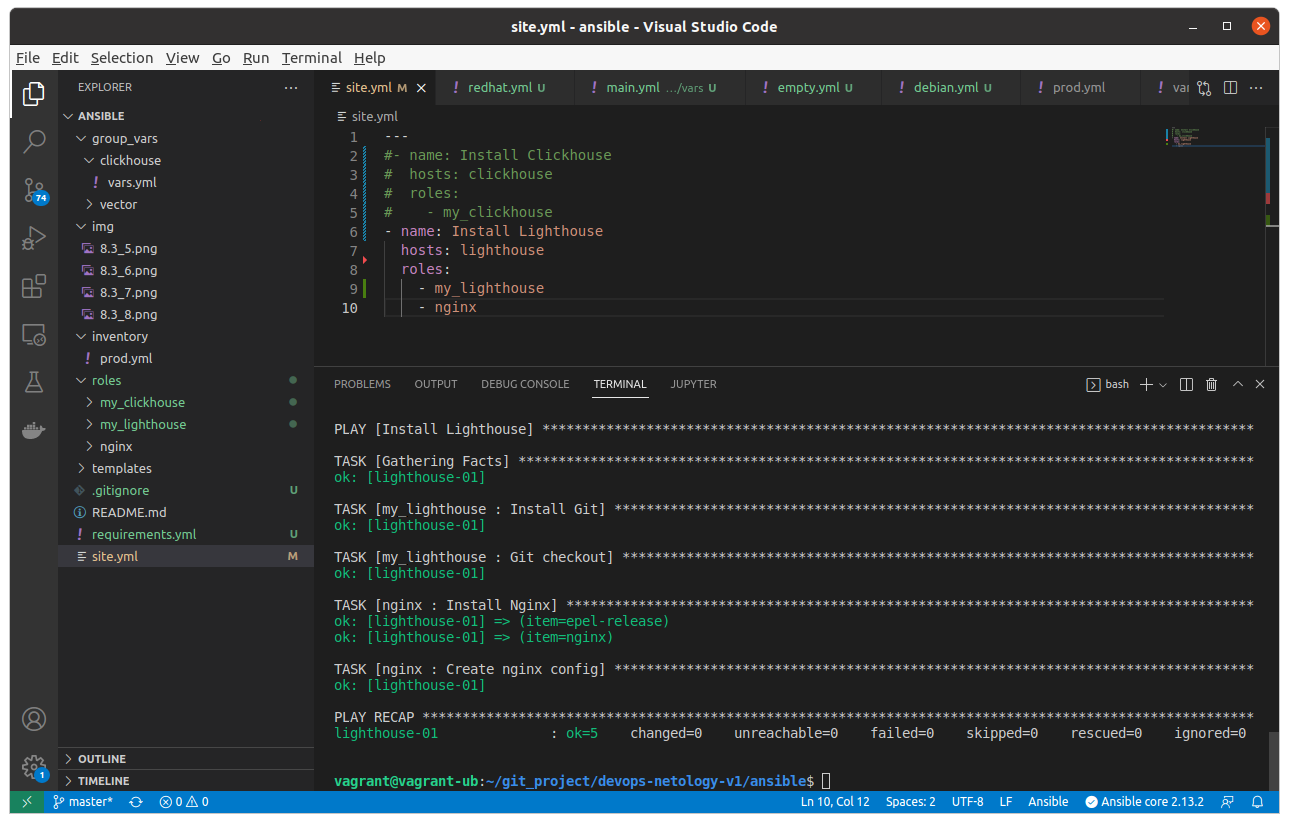 site.yml - ansible - Visual Studio Code
File Edit Selection View Go Run Terminal Help
EXPLORER
ANSIBLE
group_vars
clickhouse
! vars.yml
vector
img
8.3_5.png
8.3_6.png
8.3_7.png
8.3_8.png
inventory
! prod.yml
roles
my_clickhouse
my_lighthouse
nginx
templates
.gitignore U
README.md
! requirements.yml U
site.yml M
OUTLINE
TIMELINE
74
1
site.yml M ! redhat.yml U ! main.yml .../vars U ! empty.yml U ! debian.yml U ! prod.yml ! var
site.yml
1 ---
2 #- name: Install Clickhouse
3 #  hosts: clickhouse
4 #  roles:
5 #    - my_clickhouse
6 - name: Install Lighthouse
7   hosts: lighthouse
8   roles:
9     - my_lighthouse
10     - nginx
PROBLEMS OUTPUT DEBUG CONSOLE TERMINAL JUPYTER bash
PLAY [Install Lighthouse] *****************************************************************************************
TASK [Gathering Facts] ********************************************************************************************
ok: [lighthouse-01]
TASK [my_lighthouse : Install Git] ********************************************************************************
ok: [lighthouse-01]
TASK [my_lighthouse : Git checkout] *******************************************************************************
ok: [lighthouse-01]
TASK [nginx : Install Nginx] **************************************************************************************
ok: [lighthouse-01] => (item=epel-release)
ok: [lighthouse-01] => (item=nginx)
TASK [nginx : Create nginx config] ********************************************************************************
ok: [lighthouse-01]
PLAY RECAP ********************************************************************************************************
lighthouse-01              : ok=5    changed=0    unreachable=0    failed=0    skipped=0    rescued=0    ignored=0
vagrant@vagrant-ub:~/git_project/devops-netology-v1/ansible$
master* 0 0 Ln 10, Col 12 Spaces: 2 UTF-8 LF Ansible Ansible core 2.13.2